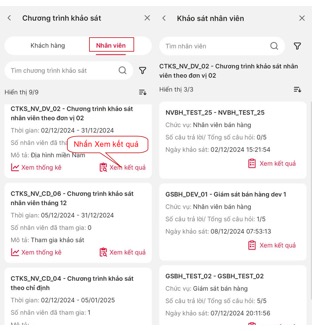 Chương trình khảo sát
Khách hàng
Nhân viên
Tìm chương trình khảo sát
Hiển thị 9/9
CTKS_NV_DV_02 - Chương trình khảo sát
nhân viên theo đơn vị 02
Thời gian: 02/12/2024 - 31/12/2024
Số nhân viên đã tham
Mô tả: Địa hình miền Nam
Nhấn Xem kết quả
Xem thống kê
Xem kết quả
CTKS_NV_CD_06 - Chương trình khảo sát
nhân viên tháng 12
Thời gian: 05/12/2024 - 31/12/2024
Số nhân viên đã tham gia: 0
Mô tả: Tham gia khảo sát
Xem thống kê
Xem kết quả
CTKS_NV_CD_04 - Chương trình khảo sát
theo chỉ định
Thời gian: 02/12/2024 - 05/01/2025
Số nhân viên đã tham gia: 1
Khảo sát nhân viên
Tìm nhân viên
CTKS_NV_DV_02 - Chương trình khảo sát nhân
viên theo đơn vị 02
Hiển thị 3/3
NVBH_TEST_25 - NVBH_TEST_25
Chức vụ: Nhân viên bán hàng
Số câu trả lời/ Tổng số câu hỏi: 0/5
Ngày khảo sát: 02/12/2024 15:21:54
Xem kết quả
GSBH_DEV_01 - Giám sát bán hàng dev 1
Chức vụ: Nhân viên bán hàng
Số câu trả lời/ Tổng số câu hỏi: 1/5
Ngày khảo sát: 08/12/2024 07:53:13
Xem kết quả
GSBH_TEST_02 - GSBH_TEST_02
Chức vụ: Giám sát bán hàng
Số câu trả lời/ Tổng số câu hỏi: 5/5
Ngày khảo sát: 07/12/2024 20:11:56